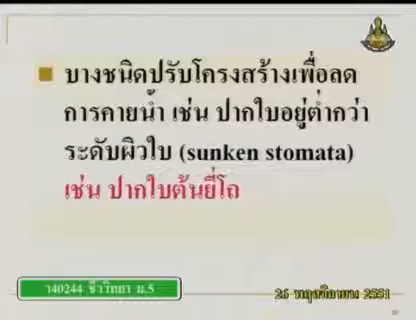 บางชนิดปรับโครงสร้างเพื่อลด
การคายน้ำ เช่น ปากใบอยู่ต่ำกว่า
ระดับผิวใบ (sunken stomata)
เช่น ปากใบต้นยี่โถ
ว40244 ชีววิทยา ม.5
26 พฤศจิกายน 2551